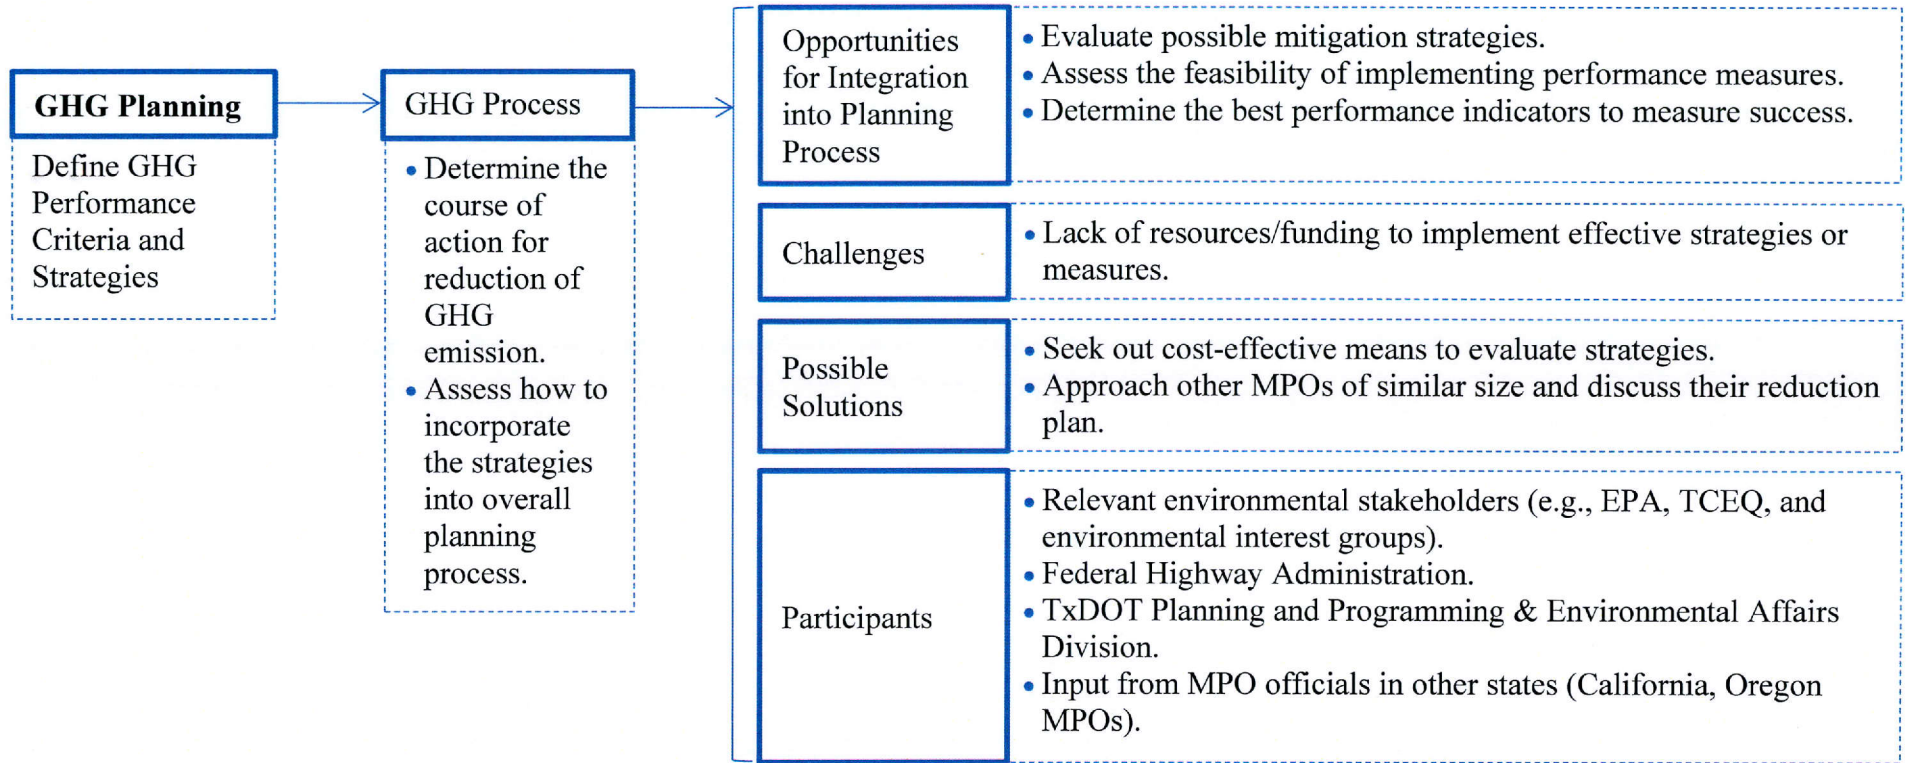 GHG Planning
Define GHG
Performance
Criteria and
Strategies
GHG Process
• Determine the
course of
action for
reduction of
GHG
emission.
• Assess how to
incorporate
the strategies
into overall
planning
process.
Opportunities
for Integration
into Planning
Process
• Evaluate possible mitigation strategies.
• Assess the feasibility of implementing performance measures.
• Determine the best performance indicators to measure success.
Challenges
• Lack of resources/funding to implement effective strategies or
measures.
Possible
Solutions
• Seek out cost-effective means to evaluate strategies.
• Approach other MPOs of similar size and discuss their reduction
plan.
Participants
• Relevant environmental stakeholders (e.g., EPA, TCEQ, and
environmental interest groups).
• Federal Highway Administration.
• TxDOT Planning and Programming & Environmental Affairs
Division.
• Input from MPO officials in other states (California, Oregon
MPOs).